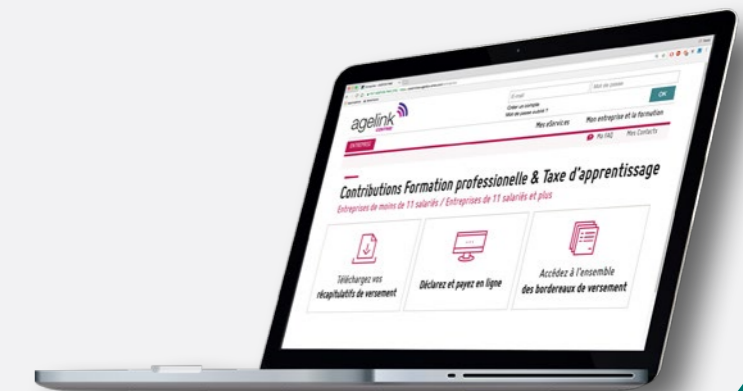 E-mail
Mot de passe
OK
Créer un compte
Mot de passe oublié ?
agelink
ENTREPRISE
Mes eServices
Mon entreprise et la formation
Ma FAQ
Mes Contacts
Contributions Formation professionelle & Taxe d'apprentissage
Entreprises de moins de 11 salariés / Entreprises de 11 salariés et plus
Téléchargez vos
récapitulatifs de versement
Déclarez et payez en ligne
Accédez à l'ensemble
des bordereaux de versement